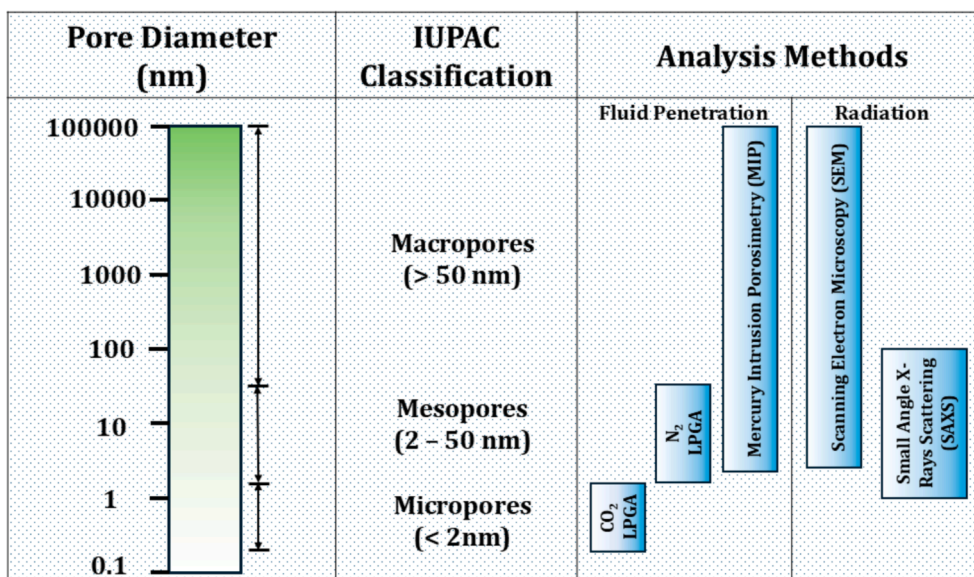 Pore Diameter
(nm)
IUPAC
Classification
Analysis Methods
Fluid Penetration
Radiation
100000
10000
1000
100
10
1
0.1
Macropores
(> 50 nm)
Mesopores
(2 – 50 nm)
Micropores
(< 2nm)
CO₂
LPGA
N₂
LPGA
Mercury Intrusion Porosimetry (MIP)
Scanning Electron Microscopy (SEM)
Small Angle X-
Rays Scattering
(SAXS)